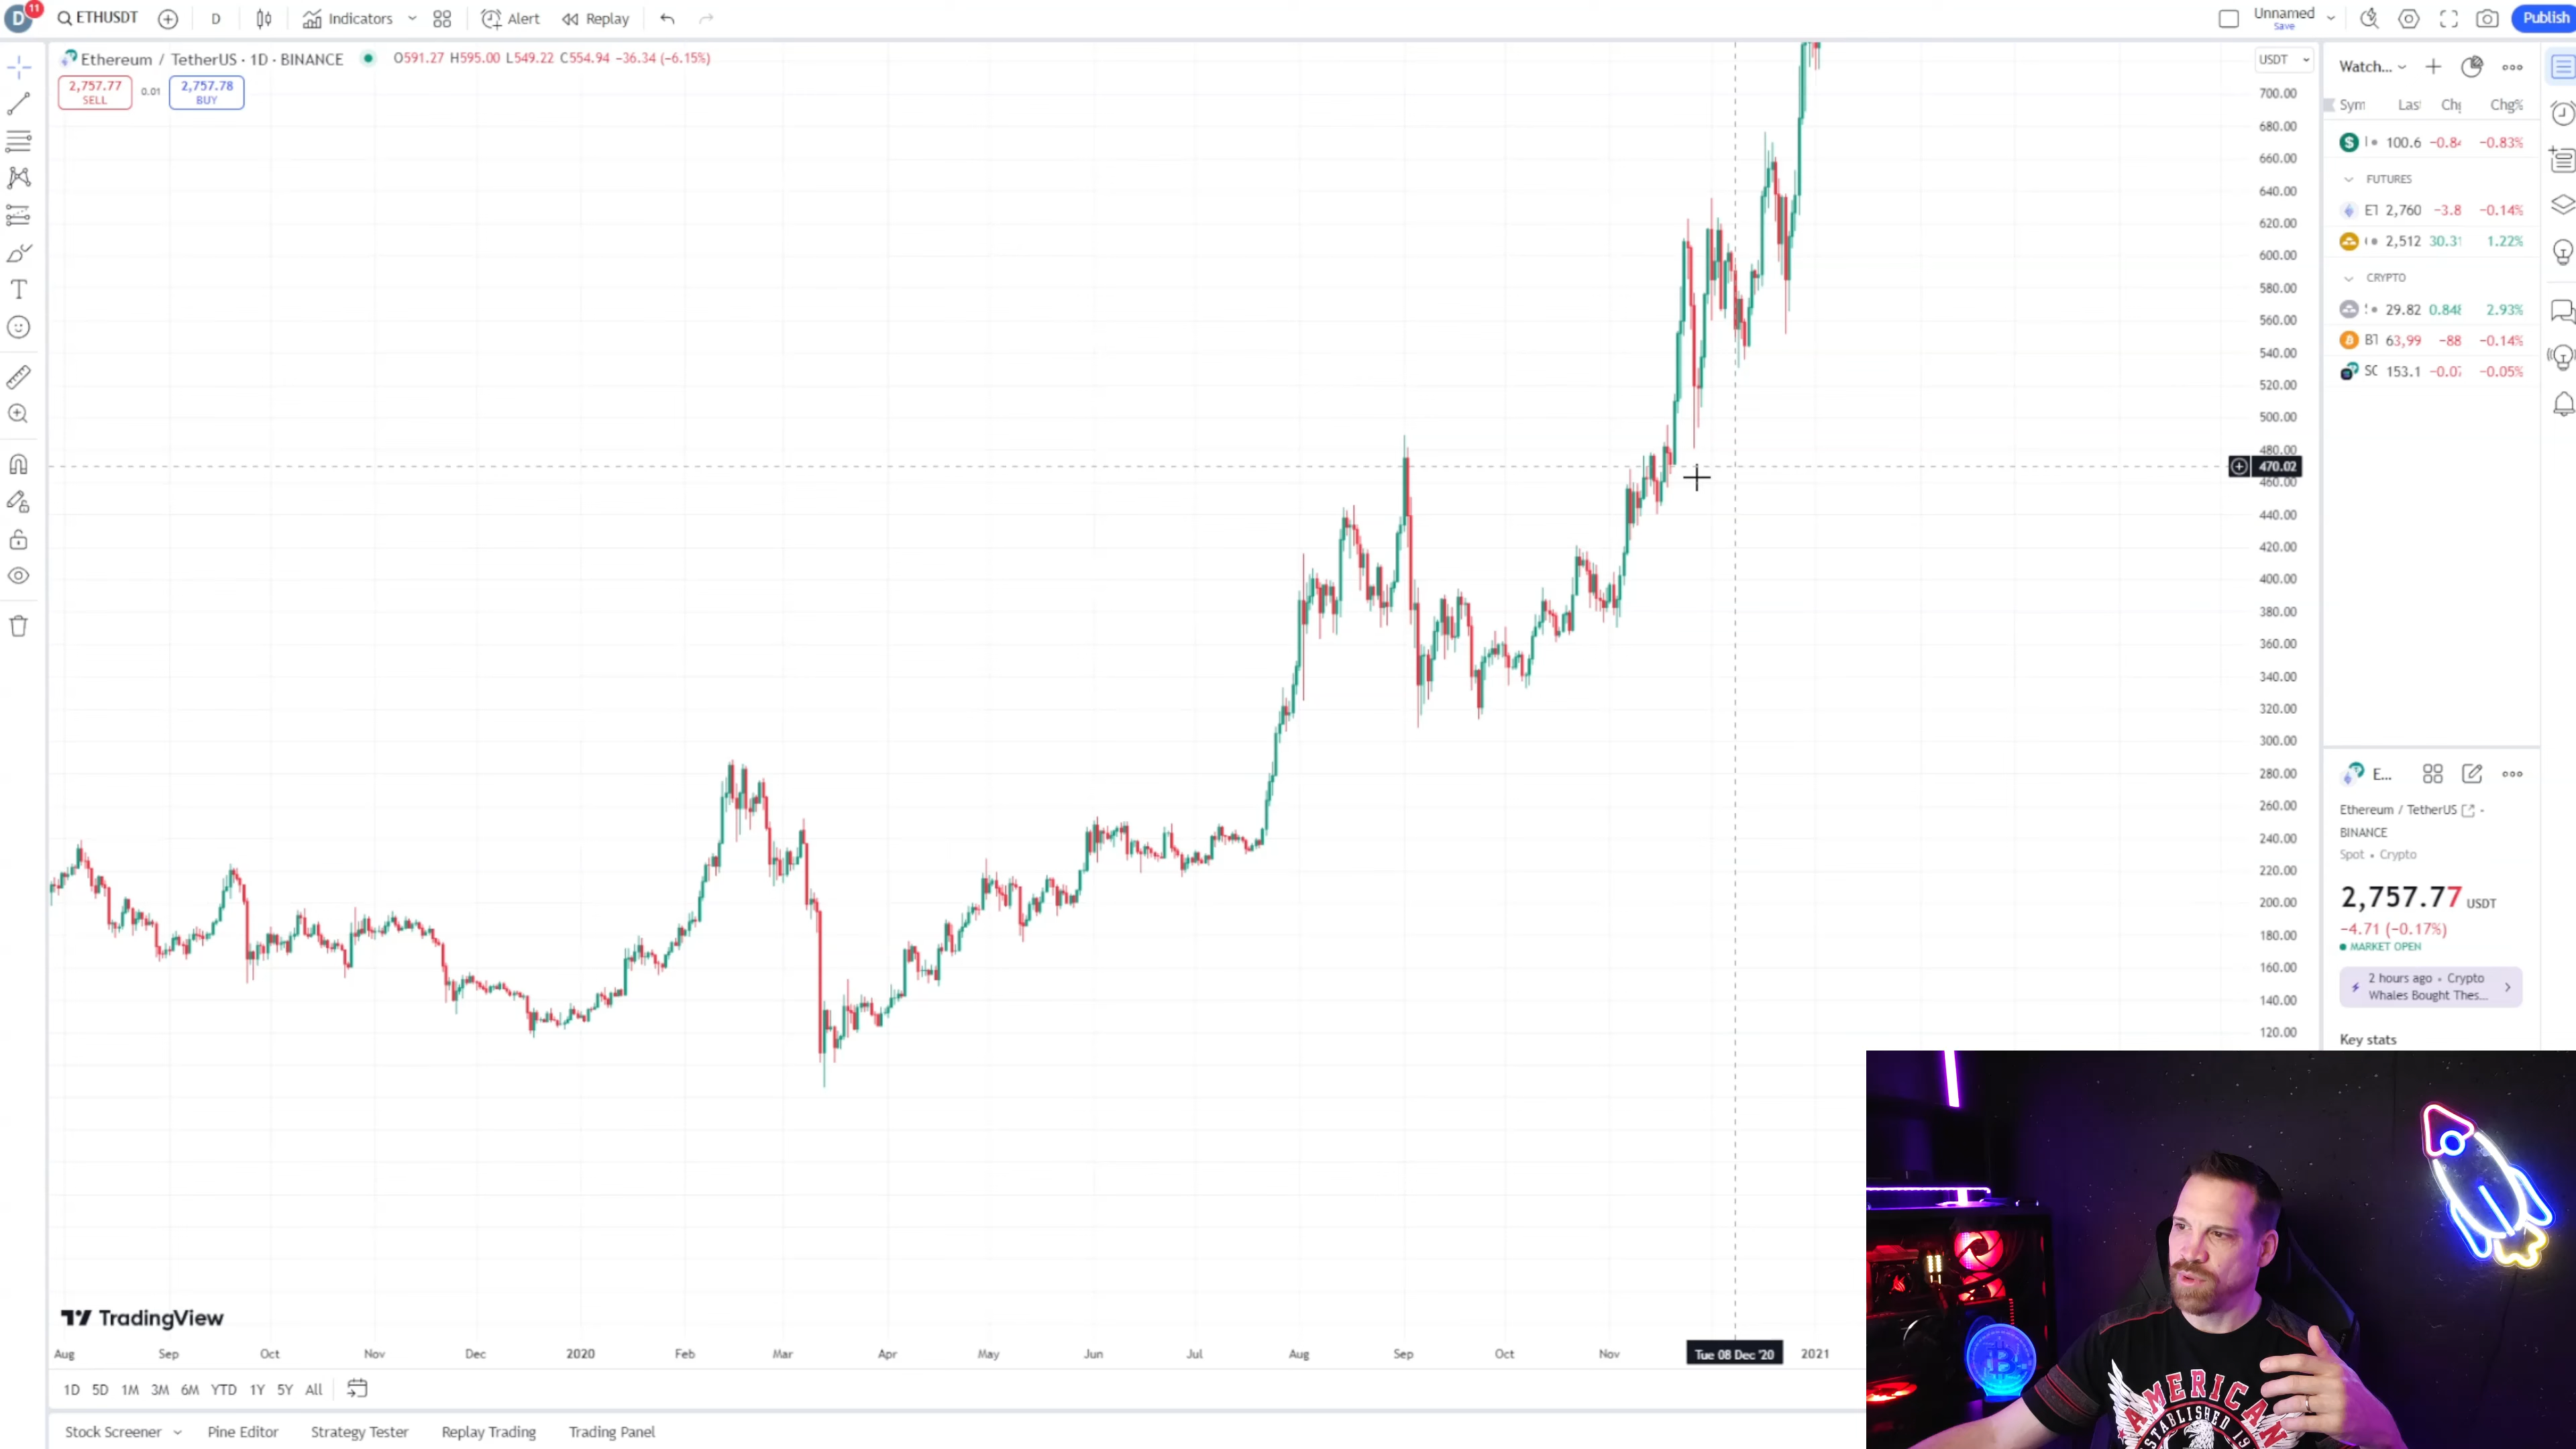 D 11 ETHUSDT D Indicators Alert Replay Unnamed Save Publish
Ethereum / TetherUS · 1D · BINANCE O591.27 H595.00 L549.22 C554.94 −36.34 (−6.15%)
2,757.77 SELL 0.01 2,757.78 BUY
USDT
700.00
680.00
660.00
640.00
620.00
600.00
580.00
560.00
540.00
520.00
500.00
480.00
470.02
460.00
440.00
420.00
400.00
380.00
360.00
340.00
320.00
300.00
280.00
260.00
240.00
220.00
200.00
180.00
160.00
140.00
120.00
Watch...
Sym Las Chg%
100.6 −0.83%
FUTURES
2,760 −3.8 −0.14%
2,512 30.31 1.22%
CRYPTO
29.82 0.848 2.93%
63,99 −88 −0.14%
SC 153.1 −0.07 −0.05%
E...
Ethereum / TetherUS
BINANCE
Spot • Crypto
2,757.77 USDT
−4.71 (−0.17%)
MARKET OPEN
2 hours ago • Crypto
Whales Bought Thes...
Key stats
TradingView
Aug Sep Oct Nov Dec 2020 Feb Mar Apr May Jun Jul Aug Sep Oct Nov Tue 08 Dec '20 2021
1D 5D 1M 3M 6M YTD 1Y 5Y All
Stock Screener Pine Editor Strategy Tester Replay Trading Trading Panel
AMERICAN
ESTABLISHED 19